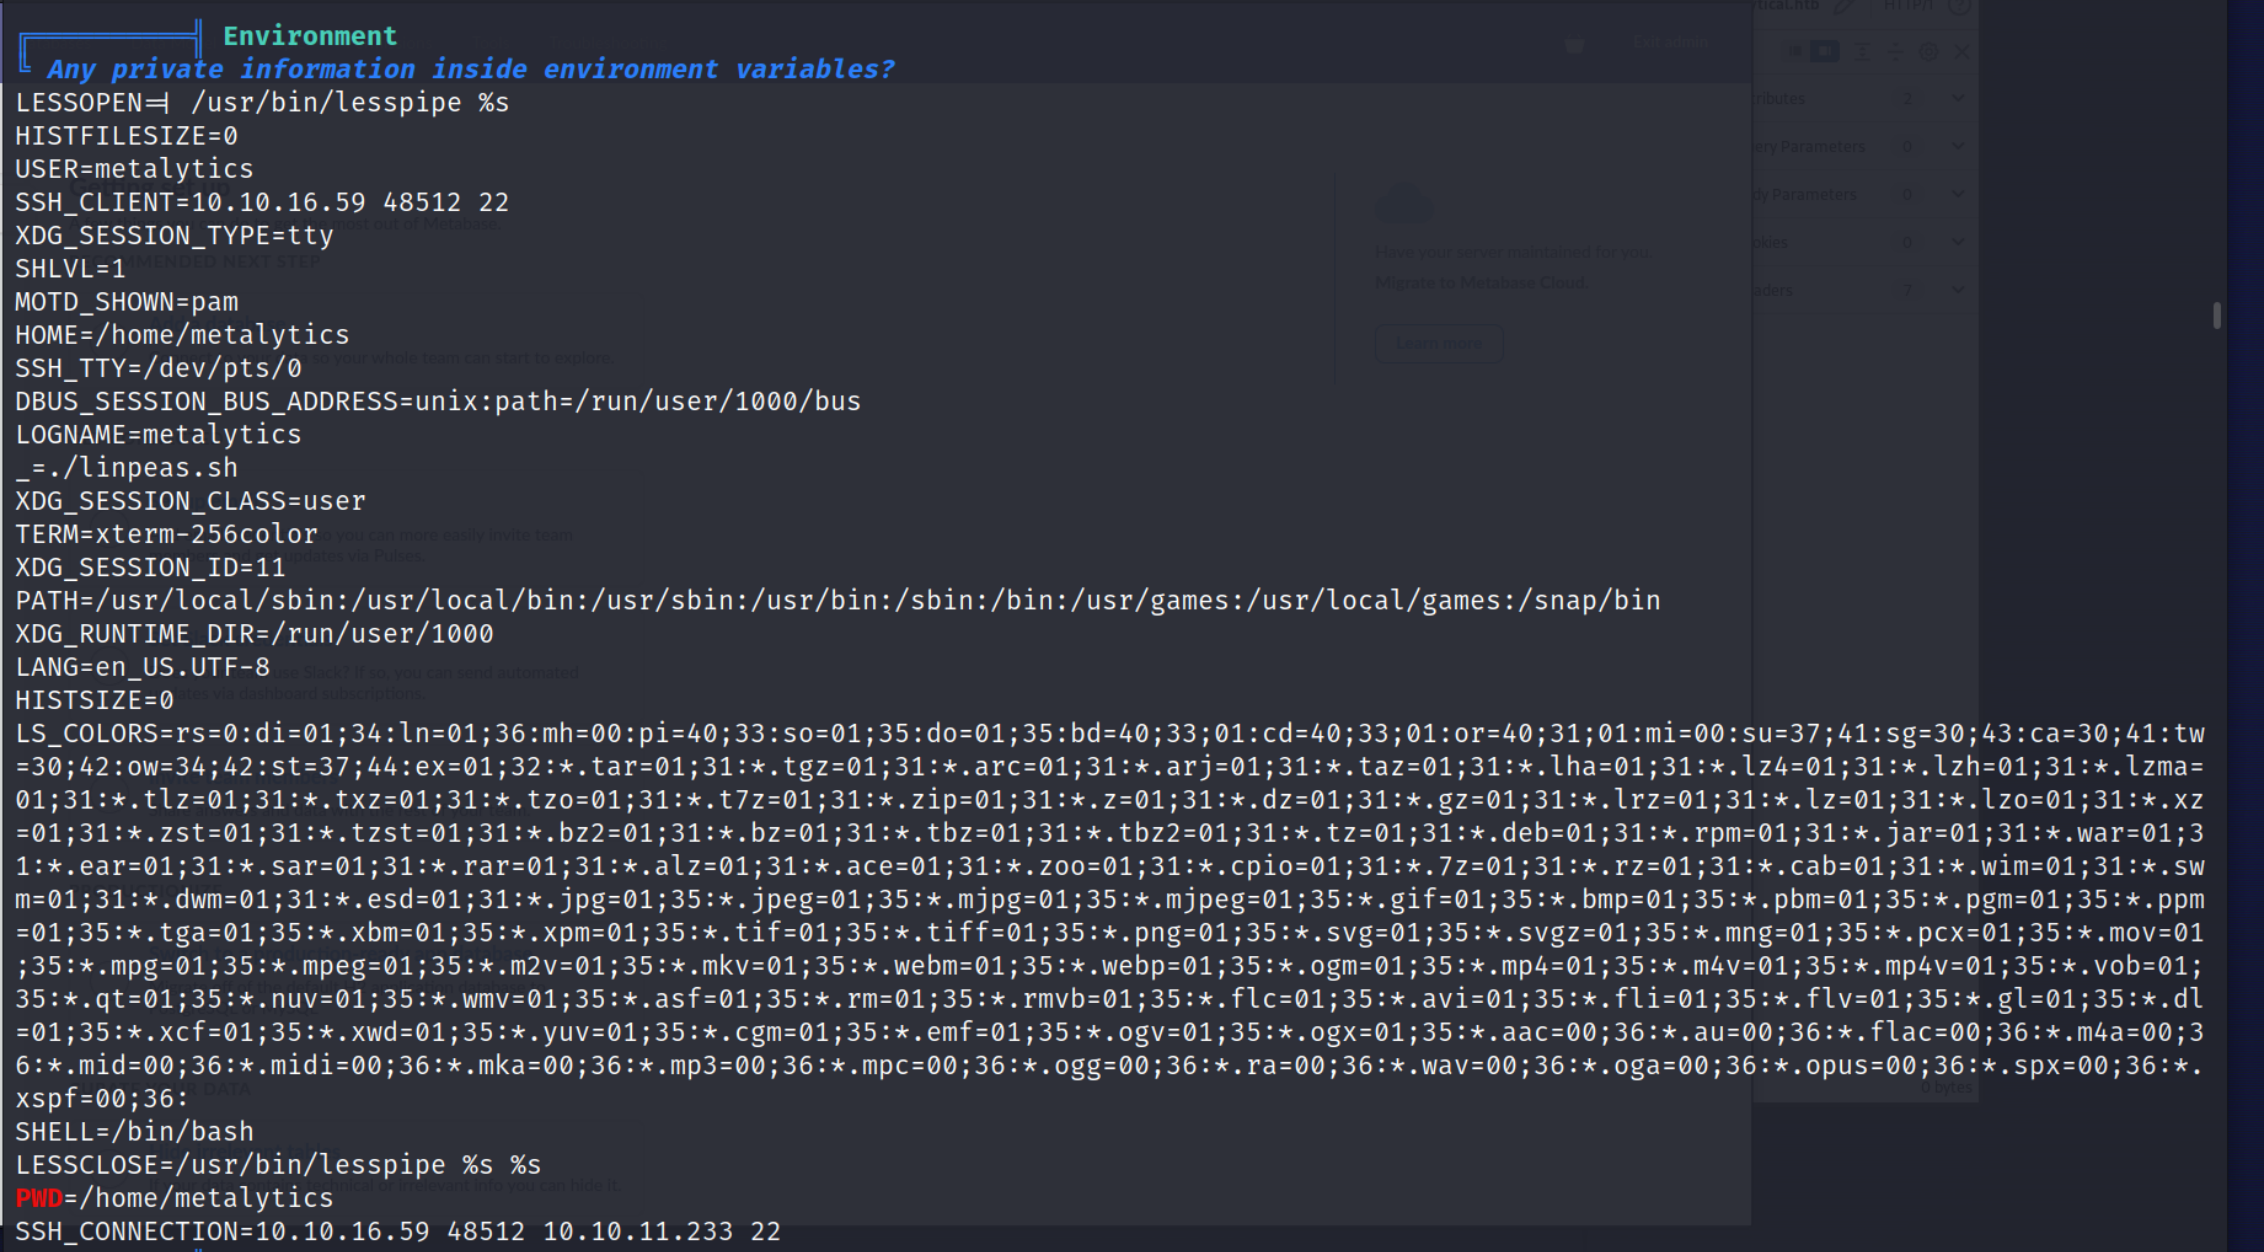 Environment
Any private information inside environment variables?
LESSOPEN=| /usr/bin/lesspipe %s
HISTFILESIZE=0
USER=metalytics
SSH_CLIENT=10.10.16.59 48512 22
XDG_SESSION_TYPE=tty
SHLVL=1
MOTD_SHOWN=pam
HOME=/home/metalytics
SSH_TTY=/dev/pts/0
DBUS_SESSION_BUS_ADDRESS=unix:path=/run/user/1000/bus
LOGNAME=metalytics
_=./linpeas.sh
XDG_SESSION_CLASS=user
TERM=xterm-256color
XDG_SESSION_ID=11
PATH=/usr/local/sbin:/usr/local/bin:/usr/sbin:/usr/bin:/sbin:/bin:/usr/games:/usr/local/games:/snap/bin
XDG_RUNTIME_DIR=/run/user/1000
LANG=en_US.UTF-8
HISTSIZE=0
LS_COLORS=rs=0:di=01;34:ln=01;36:mh=00:pi=40;33:so=01;35:do=01;35:bd=40;33;01:cd=40;33;01:or=40;31;01:mi=00:su=37;41:sg=30;43:ca=30;41:tw
=30;42:ow=34;42:st=37;44:ex=01;32:*.tar=01;31:*.tgz=01;31:*.arc=01;31:*.arj=01;31:*.taz=01;31:*.lha=01;31:*.lz4=01;31:*.lzh=01;31:*.lzma=
01;31:*.tlz=01;31:*.txz=01;31:*.tzo=01;31:*.t7z=01;31:*.zip=01;31:*.z=01;31:*.dz=01;31:*.gz=01;31:*.lrz=01;31:*.lz=01;31:*.lzo=01;31:*.xz
=01;31:*.zst=01;31:*.tzst=01;31:*.bz2=01;31:*.bz=01;31:*.tbz=01;31:*.tbz2=01;31:*.tz=01;31:*.deb=01;31:*.rpm=01;31:*.jar=01;31:*.war=01;3
1:*.ear=01;31:*.sar=01;31:*.rar=01;31:*.alz=01;31:*.ace=01;31:*.zoo=01;31:*.cpio=01;31:*.7z=01;31:*.rz=01;31:*.cab=01;31:*.wim=01;31:*.sw
m=01;31:*.dwm=01;31:*.esd=01;31:*.jpg=01;35:*.jpeg=01;35:*.mjpg=01;35:*.mjpeg=01;35:*.gif=01;35:*.bmp=01;35:*.pbm=01;35:*.pgm=01;35:*.ppm
=01;35:*.tga=01;35:*.xbm=01;35:*.xpm=01;35:*.tif=01;35:*.tiff=01;35:*.png=01;35:*.svg=01;35:*.svgz=01;35:*.mng=01;35:*.pcx=01;35:*.mov=01
;35:*.mpg=01;35:*.mpeg=01;35:*.m2v=01;35:*.mkv=01;35:*.webm=01;35:*.webp=01;35:*.ogm=01;35:*.mp4=01;35:*.m4v=01;35:*.mp4v=01;35:*.vob=01;
35:*.qt=01;35:*.nuv=01;35:*.wmv=01;35:*.asf=01;35:*.rm=01;35:*.rmvb=01;35:*.flc=01;35:*.avi=01;35:*.fli=01;35:*.flv=01;35:*.gl=01;35:*.dl
=01;35:*.xcf=01;35:*.xwd=01;35:*.yuv=01;35:*.cgm=01;35:*.emf=01;35:*.ogv=01;35:*.ogx=01;35:*.aac=00;36:*.au=00;36:*.flac=00;36:*.m4a=00;3
6:*.mid=00;36:*.midi=00;36:*.mka=00;36:*.mp3=00;36:*.mpc=00;36:*.ogg=00;36:*.ra=00;36:*.wav=00;36:*.oga=00;36:*.opus=00;36:*.spx=00;36:*.
xspf=00;36:
SHELL=/bin/bash
LESSCLOSE=/usr/bin/lesspipe %s %s
PWD=/home/metalytics
SSH_CONNECTION=10.10.16.59 48512 10.10.11.233 22
Exit admin
Have your server maintained for you.
Migrate to Metabase Cloud.
Learn more
0 bytes